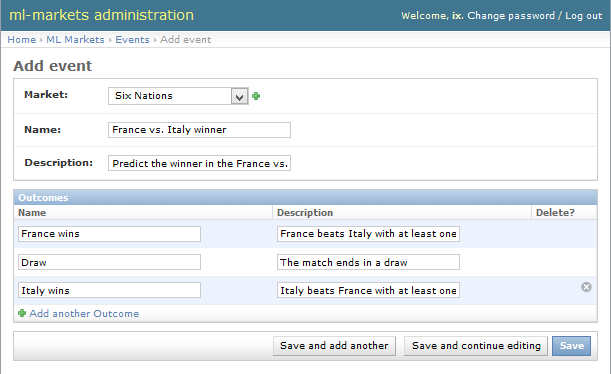 ml-markets administration
Welcome, ix. Change password / Log out
Home › ML Markets › Events › Add event
Add event
Market: Six Nations
Name: France vs. Italy winner
Description: Predict the winner in the France vs.
Outcomes
Name Description Delete?
France wins France beats Italy with at least one
Draw The match ends in a draw
Italy wins Italy beats France with at least one
Add another Outcome
Save and add another Save and continue editing Save